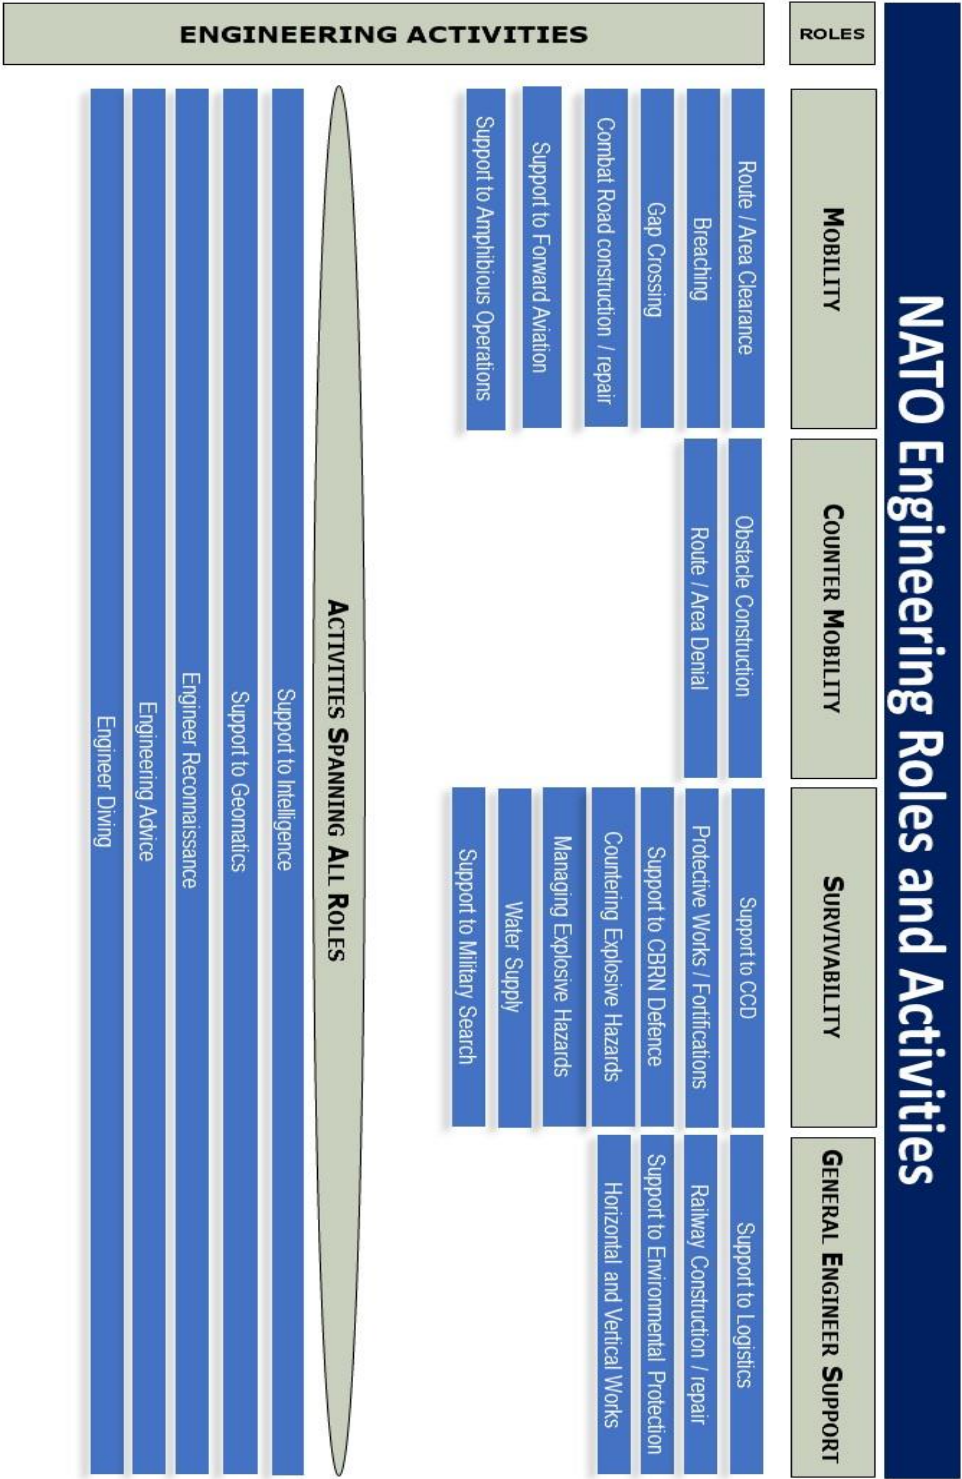 NATO Engineering Roles and Activities
ROLES
MOBILITY
COUNTER MOBILITY
SURVIVABILITY
GENERAL ENGINEER SUPPORT
ENGINEERING ACTIVITIES
Route / Area Clearance
Breaching
Gap Crossing
Combat Road construction / repair
Support to Forward Aviation
Support to Amphibious Operations
Obstacle Construction
Route / Area Denial
Support to CCD
Protective Works / Fortifications
Support to CBRN Defence
Countering Explosive Hazards
Managing Explosive Hazards
Water Supply
Support to Military Search
Support to Logistics
Railway Construction / repair
Support to Environmental Protection
Horizontal and Vertical Works
ACTIVITIES SPANNING ALL ROLES
Support to Intelligence
Support to Geomatics
Engineer Reconnaissance
Engineering Advice
Engineer Diving